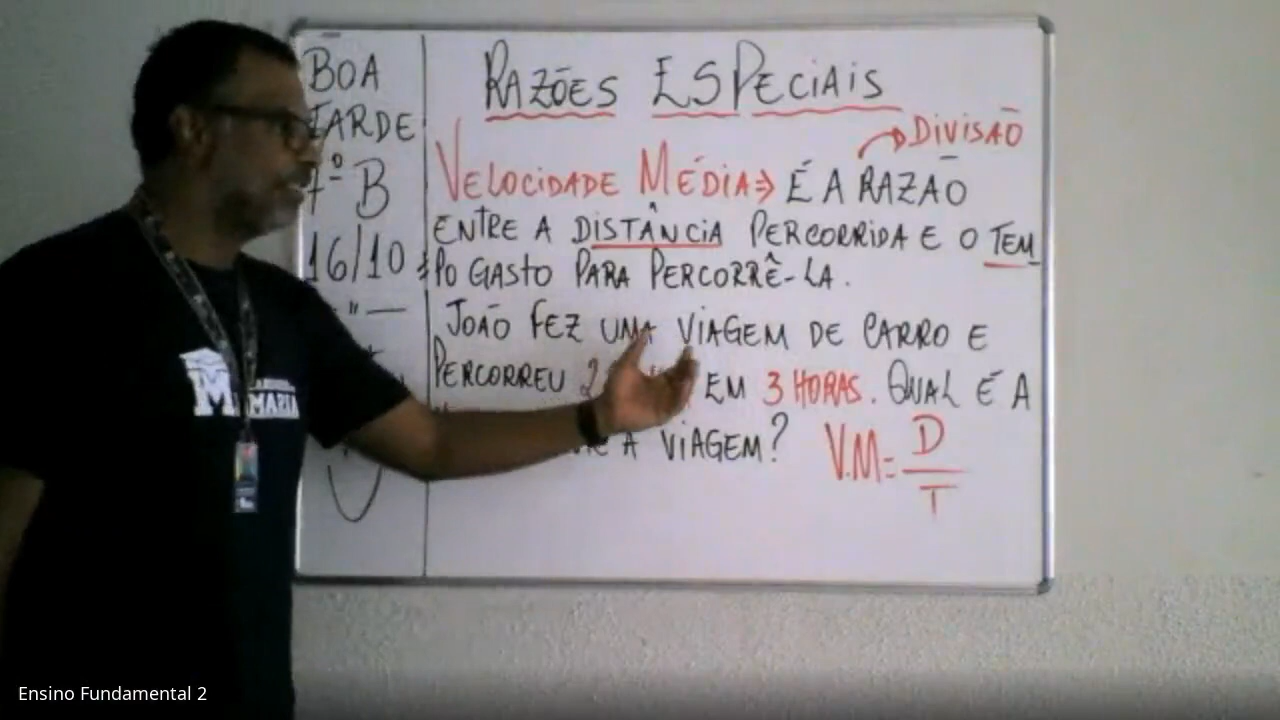 BOA
TARDE
7º B
16/10
RAZÕES ESPECIAIS
DIVISÃO
VELOCIDADE MÉDIA ⇒ É A RAZÃO
ENTRE A DISTÂNCIA PERCORRIDA E O TEM
PO GASTO PARA PERCORRÊ-LA.
JOÃO FEZ UMA VIAGEM DE CARRO E
PERCORREU EM 3 HORAS. QUAL É A
A VIAGEM?
V.M = D
T
MARIA
Ensino Fundamental 2